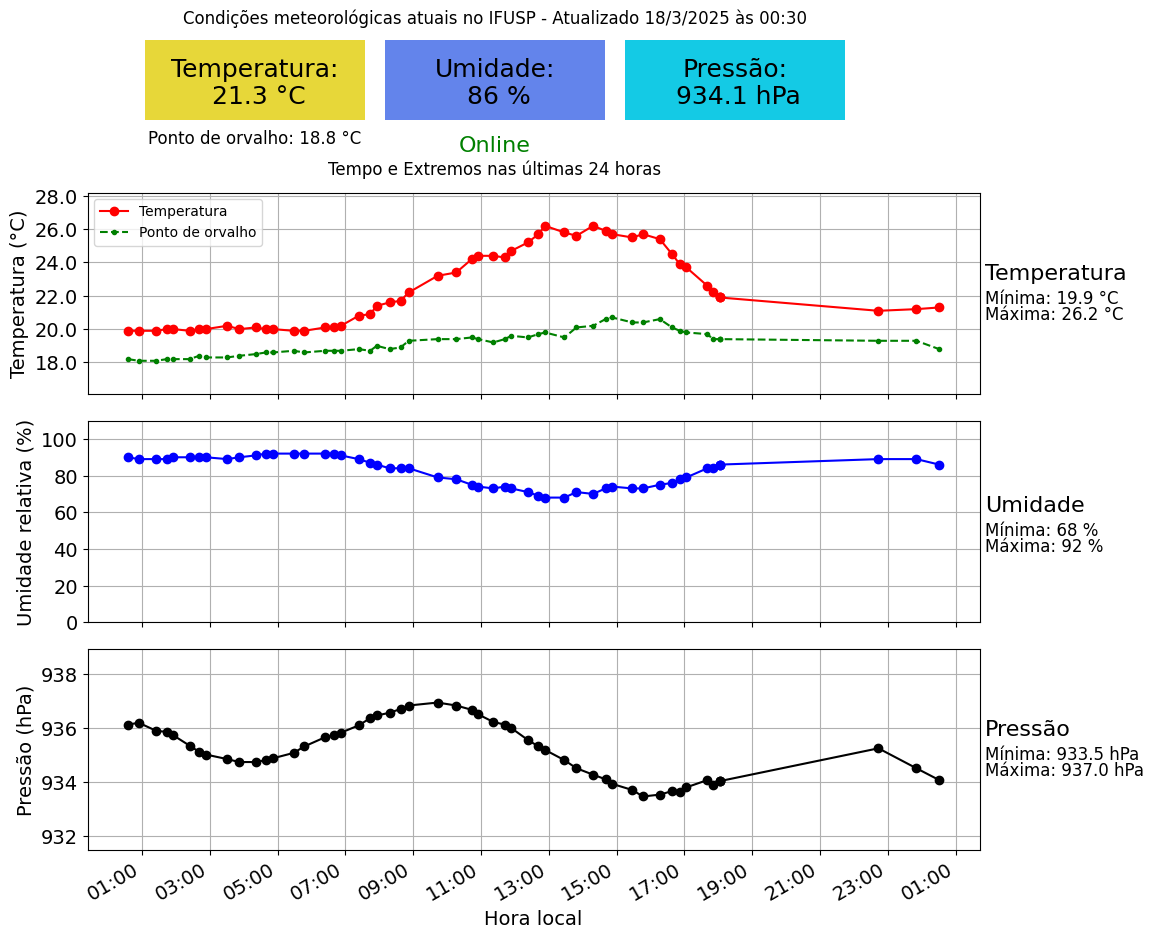 Condições meteorológicas atuais no IFUSP - Atualizado 18/3/2025 às 00:30
Temperatura:
21.3 °C
Umidade:
86 %
Pressão:
934.1 hPa
Ponto de orvalho: 18.8 °C
Online
Tempo e Extremos nas últimas 24 horas
Temperatura (°C)
28.0
26.0
24.0
22.0
20.0
18.0
Temperatura
Ponto de orvalho
Temperatura
Mínima: 19.9 °C
Máxima: 26.2 °C
Umidade relativa (%)
100
80
60
40
20
0
Umidade
Mínima: 68 %
Máxima: 92 %
Pressão (hPa)
938
936
934
932
Pressão
Mínima: 933.5 hPa
Máxima: 937.0 hPa
01:00 03:00 05:00 07:00 09:00 11:00 13:00 15:00 17:00 19:00 21:00 23:00 01:00
Hora local